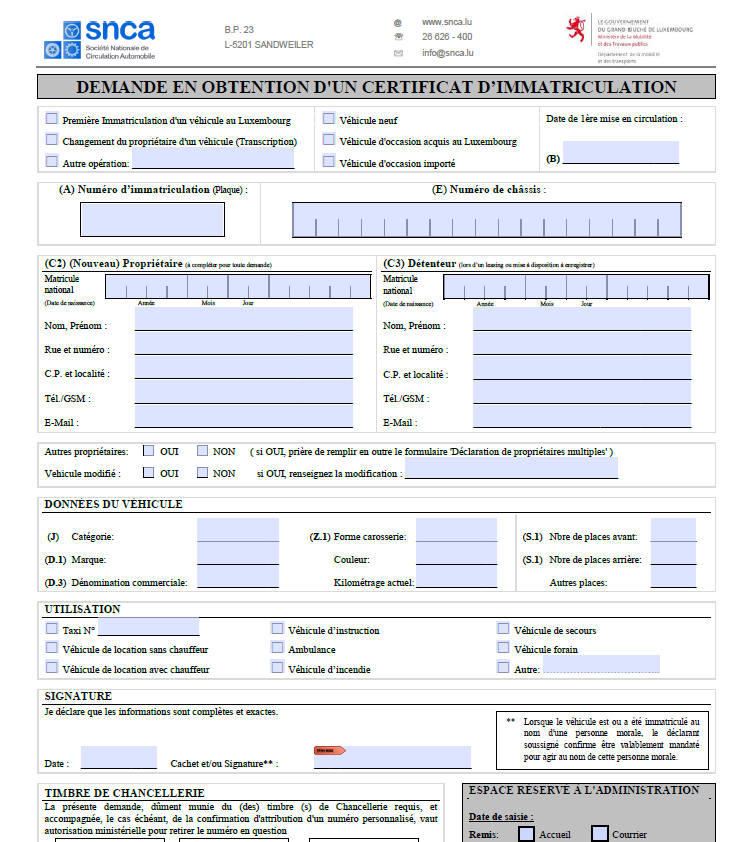 snca
Société Nationale de
Circulation Automobile
B.P. 23
L-5201 SANDWEILER
@ www.snca.lu
26 626 - 400
info@snca.lu
LE GOUVERNEMENT
DU GRAND-DUCHÉ DE LUXEMBOURG
Ministère de la Mobilité
et des Travaux publics
Département de la mobilité
et des transports
DEMANDE EN OBTENTION D'UN CERTIFICAT D'IMMATRICULATION
Première Immatriculation d'un véhicule au Luxembourg
Véhicule neuf
Date de 1ère mise en circulation :
Changement du propriétaire d'un véhicule (Transcription)
Véhicule d'occasion acquis au Luxembourg
Autre opération:
Véhicule d'occasion importé
(B)
(A) Numéro d'immatriculation (Plaque) :
(E) Numéro de châssis :
(C2) (Nouveau) Propriétaire (à compléter pour toute demande)
Matricule
national
(Date de naissance) Année Mois Jour
Nom, Prénom :
Rue et numéro :
C.P. et localité :
Tél./GSM :
E-Mail :
(C3) Détenteur (lors d'un leasing ou mise à disposition à enregistrer)
Matricule
national
(Date de naissance) Année Mois Jour
Nom, Prénom :
Rue et numéro :
C.P. et localité :
Tél./GSM :
E-Mail :
Autres propriétaires: OUI NON ( si OUI, prière de remplir en outre le formulaire 'Déclaration de propriétaires multiples' )
Vehicule modifié : OUI NON si OUI, renseignez la modification :
DONNÉES DU VÉHICULE
(J) Catégorie: (Z.1) Forme carosserie: (S.1) Nbre de places avant:
(D.1) Marque: Couleur: (S.1) Nbre de places arrière:
(D.3) Dénomination commerciale: Kilométrage actuel: Autres places:
UTILISATION
Taxi N° Véhicule d'instruction Véhicule de secours
Véhicule de location sans chauffeur Ambulance Véhicule forain
Véhicule de location avec chauffeur Véhicule d'incendie Autre:
SIGNATURE
Je déclare que les informations sont complètes et exactes.
Date : Cachet et/ou Signature** :
** Lorsque le véhicule est ou a été immatriculé au
nom d'une personne morale, le déclarant
soussigné confirme être valablement mandaté
pour agir au nom de cette personne morale.
TIMBRE DE CHANCELLERIE
La présente demande, dûment munie du (des) timbre (s) de Chancellerie requis, et
accompagnée, le cas échéant, de la confirmation d'attribution d'un numéro personnalisé, vaut
autorisation ministérielle pour retirer le numéro en question
ESPACE RÉSERVÉ À L'ADMINISTRATION
Date de saisie :
Remis: Accueil Courrier